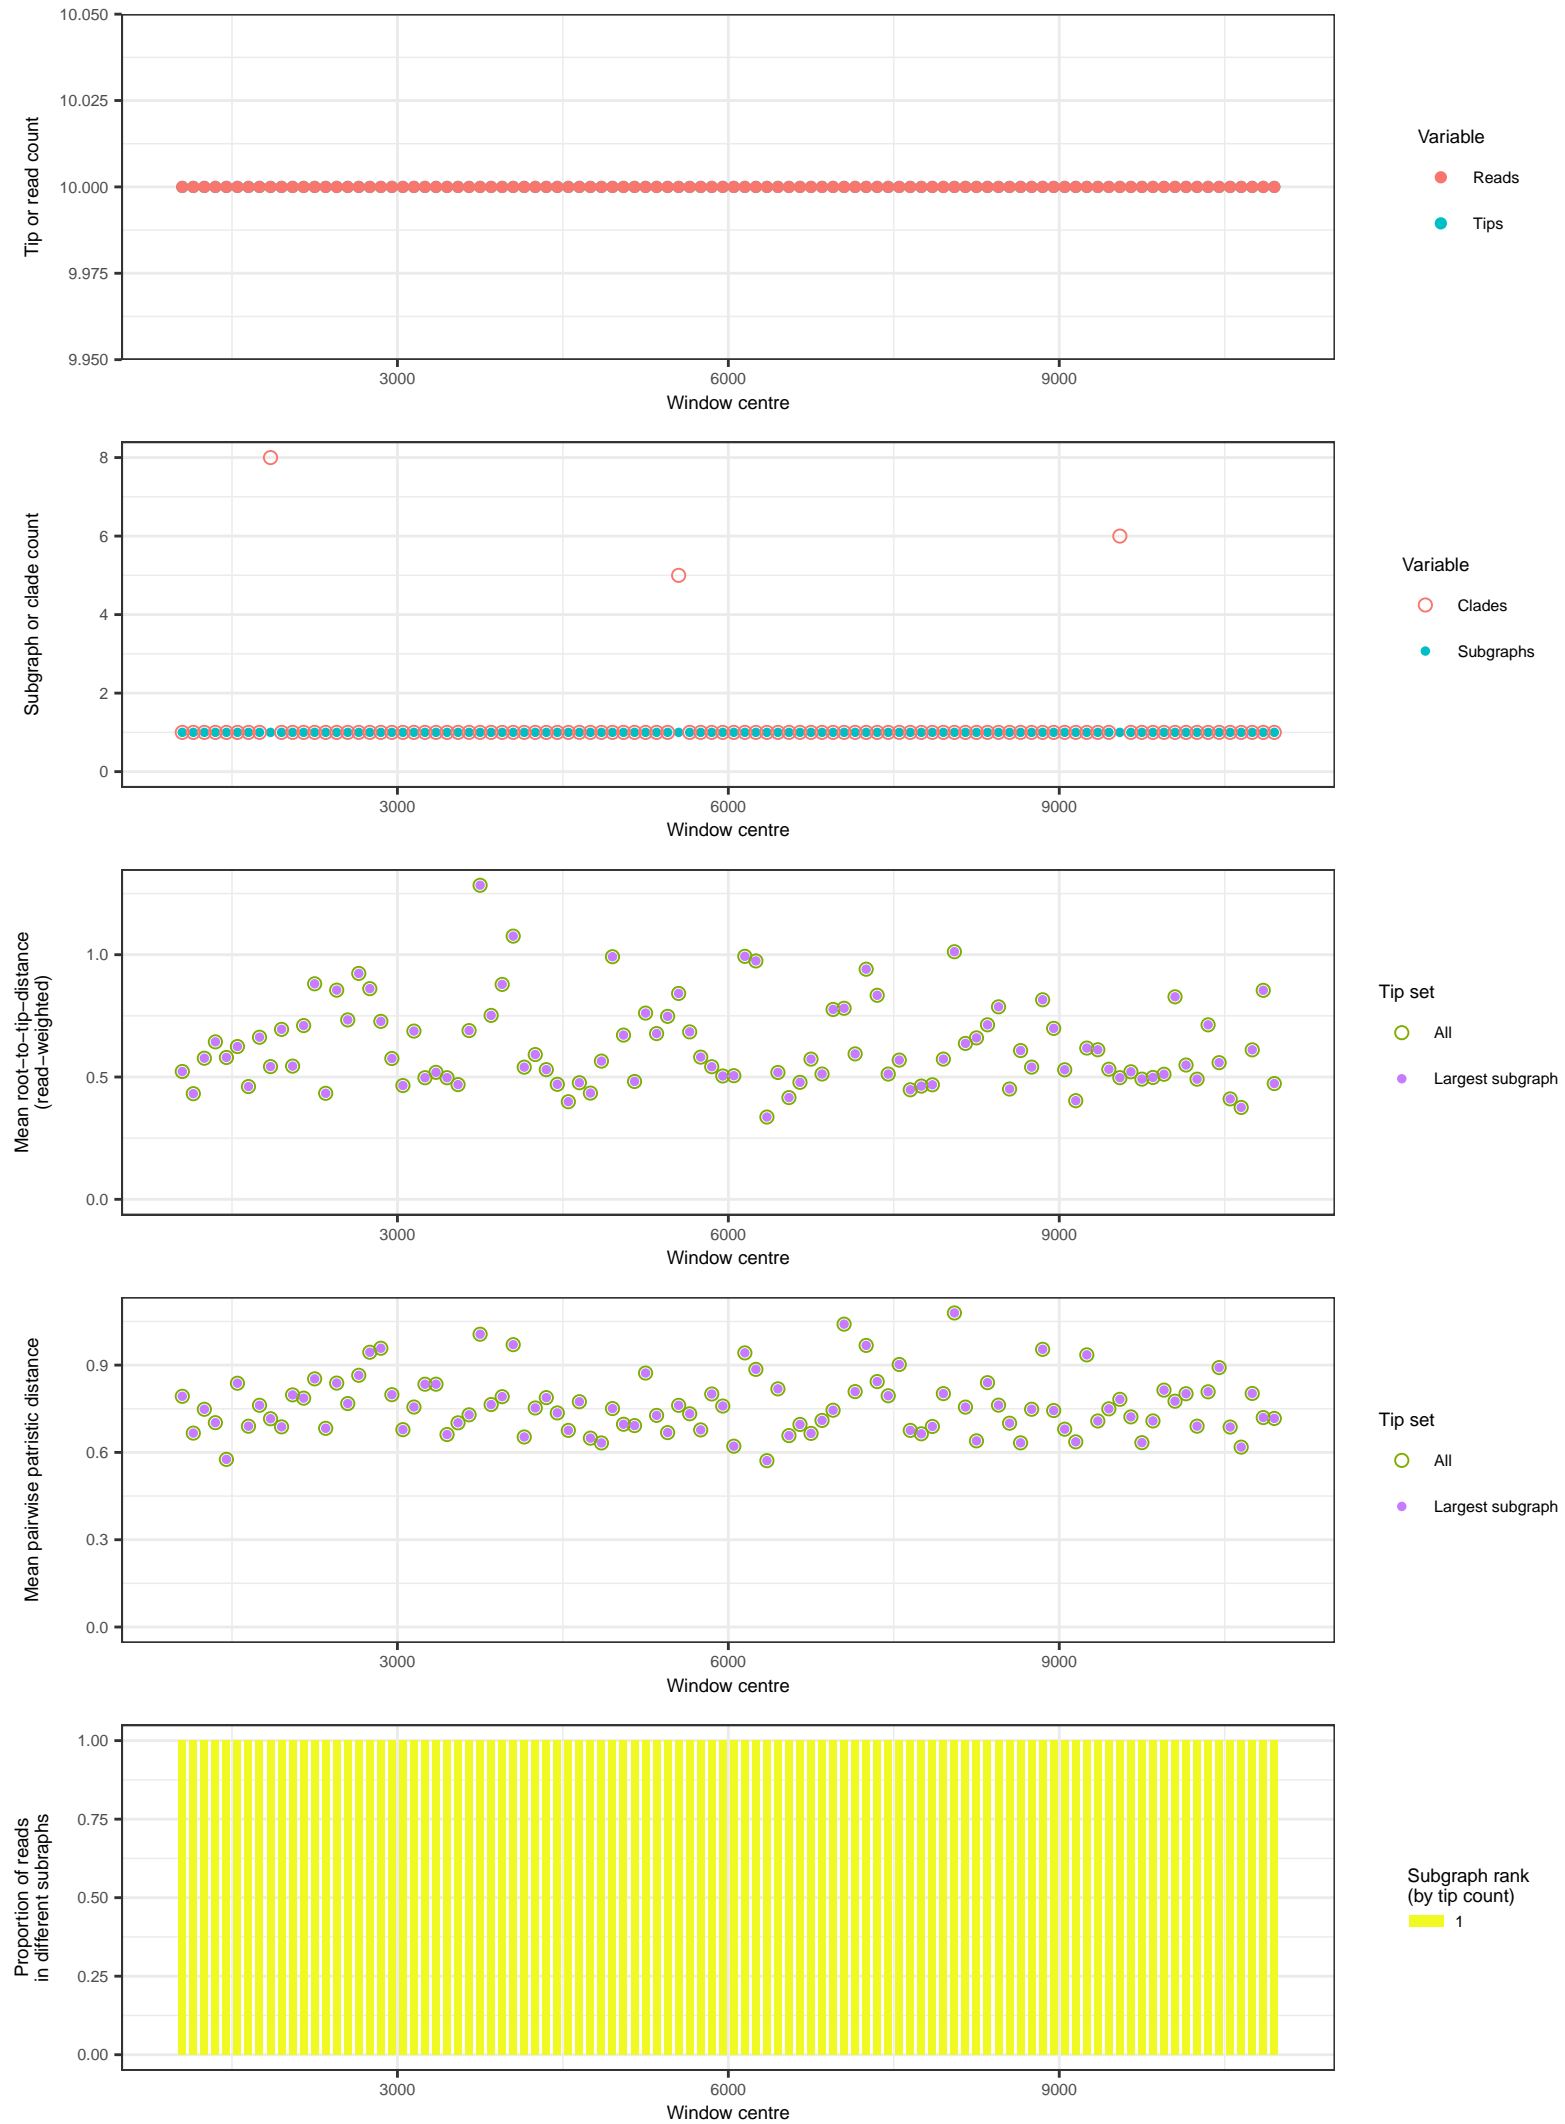 10.050
10.025
10.000
9.975
9.950
Tip or read count
3000 6000 9000
Window centre
Variable
Reads
Tips
8
6
4
2
0
Subgraph or clade count
3000 6000 9000
Window centre
Variable
Clades
Subgraphs
1.0
0.5
0.0
Mean root−to−tip−distance
(read−weighted)
3000 6000 9000
Window centre
Tip set
All
Largest subgraph
0.9
0.6
0.3
0.0
Mean pairwise patristic distance
3000 6000 9000
Window centre
Tip set
All
Largest subgraph
1.00
0.75
0.50
0.25
0.00
Proportion of reads
in different subraphs
3000 6000 9000
Window centre
Subgraph rank
(by tip count)
1